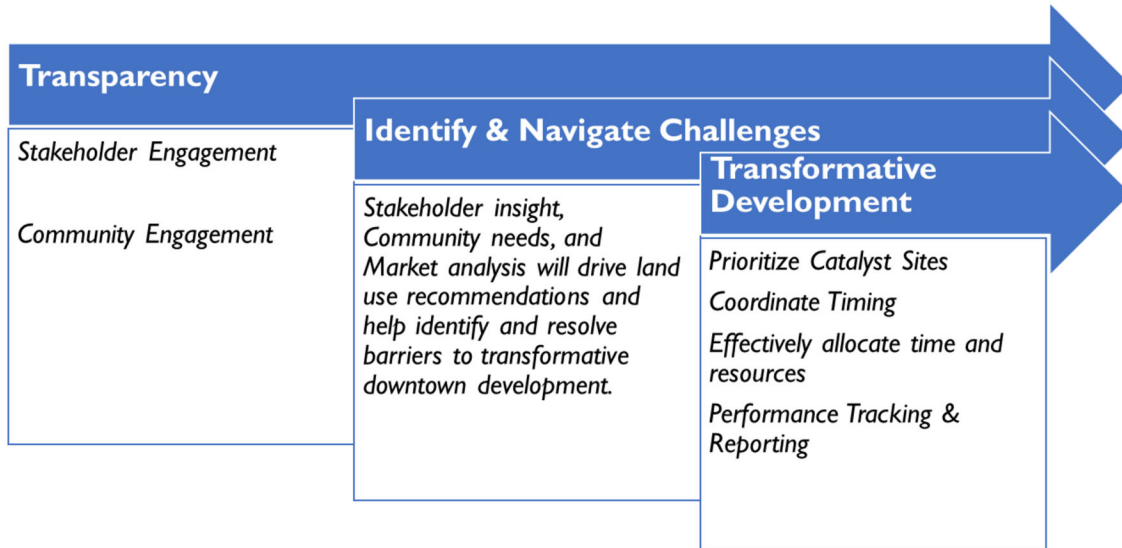 Transparency
Stakeholder Engagement
Community Engagement
Identify & Navigate Challenges
Stakeholder insight,
Community needs, and
Market analysis will drive land
use recommendations and
help identify and resolve
barriers to transformative
downtown development.
Transformative
Development
Prioritize Catalyst Sites
Coordinate Timing
Effectively allocate time and
resources
Performance Tracking &
Reporting